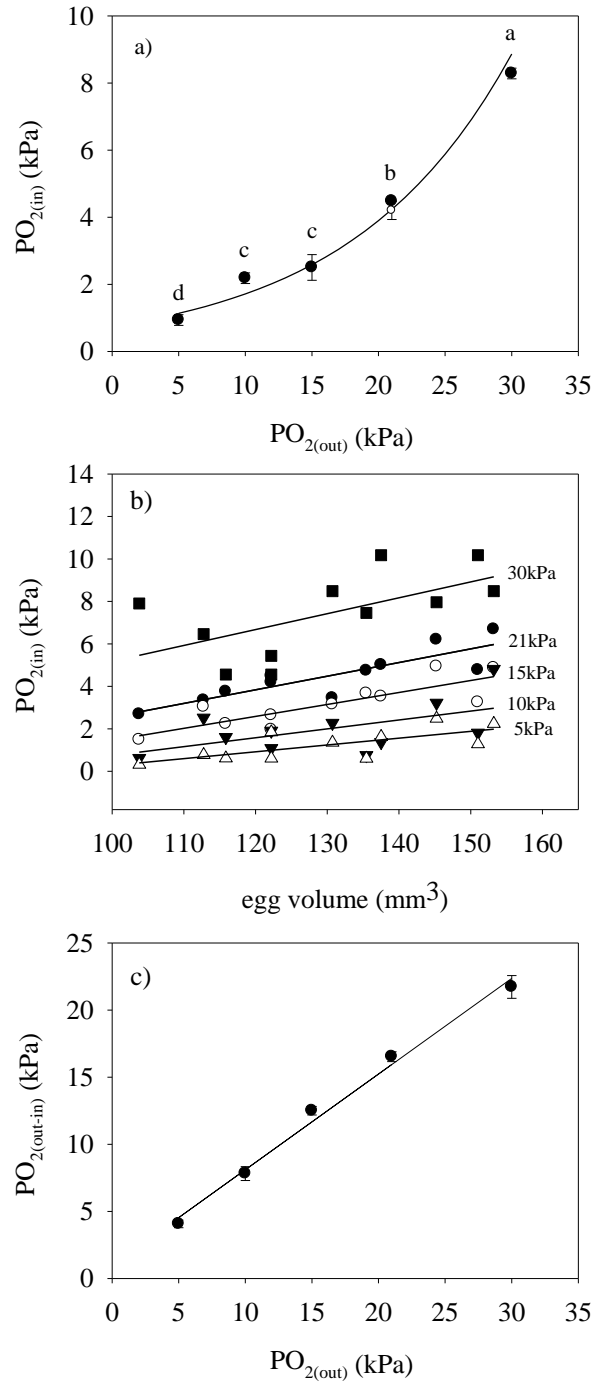 a)
PO2(in) (kPa)
10
8
6
4
2
0
a
b
c
c
d
0 5 10 15 20 25 30 35
PO2(out) (kPa)
b)
PO2(in) (kPa)
14
12
10
8
6
4
2
0
30kPa
21kPa
15kPa
10kPa
5kPa
100 110 120 130 140 150 160
egg volume (mm3)
c)
PO2(out-in) (kPa)
25
20
15
10
5
0
0 5 10 15 20 25 30 35
PO2(out) (kPa)